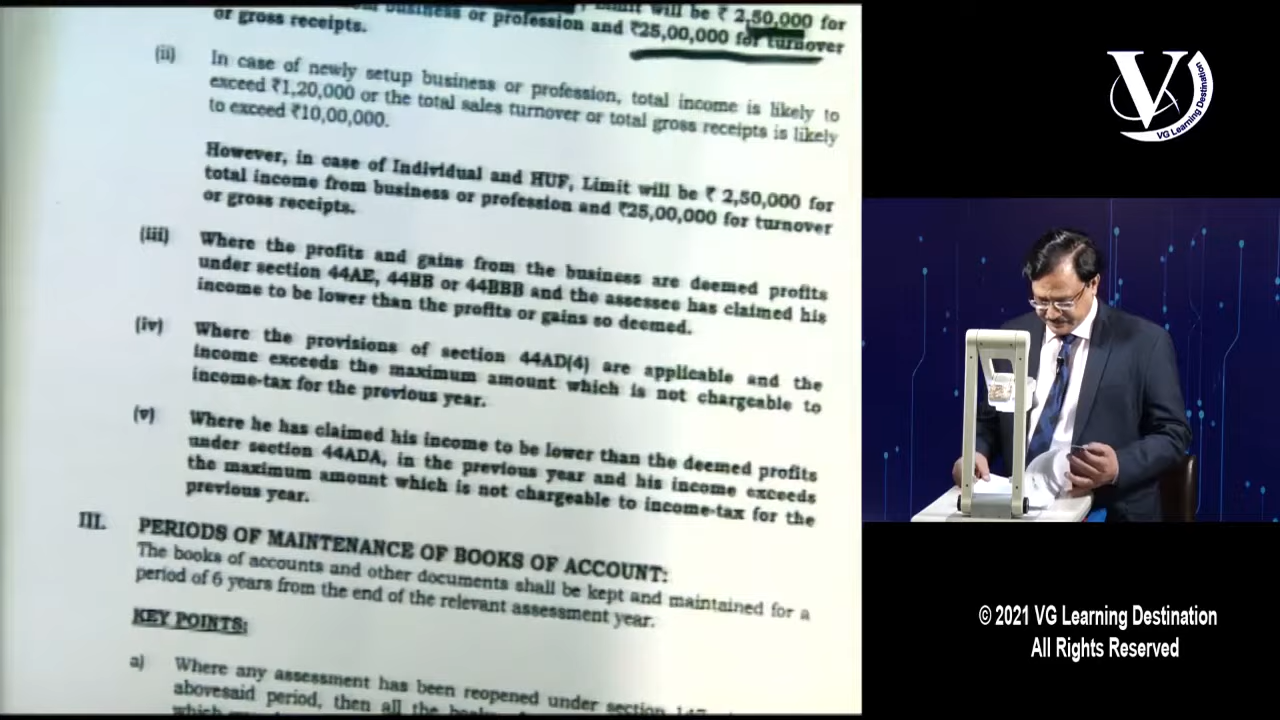 business or profession and ₹25,00,000 for turnover
or gross receipts.
(ii) In case of newly setup business or profession, total income is likely to
exceed ₹1,20,000 or the total sales turnover or total gross receipts is likely
to exceed ₹10,00,000.
However, in case of Individual and HUF, Limit will be ₹ 2,50,000 for
total income from business or profession and ₹25,00,000 for turnover
or gross receipts.
(iii) Where the profits and gains from the business are deemed profits
under section 44AE, 44BB or 44BBB and the assessee has claimed his
income to be lower than the profits or gains so deemed.
(iv) Where the provisions of section 44AD(4) are applicable and the
income exceeds the maximum amount which is not chargeable to
income-tax for the previous year.
(v) Where he has claimed his income to be lower than the deemed profits
under section 44ADA, in the previous year and his income exceeds
the maximum amount which is not chargeable to income-tax for the
previous year.
III. PERIODS OF MAINTENANCE OF BOOKS OF ACCOUNT:
The books of accounts and other documents shall be kept and maintained for a
period of 6 years from the end of the relevant assessment year.
KEY POINTS:
a) Where any assessment has been reopened under section 147
abovesaid period, then all the
which
V
VG Learning Destination
© 2021 VG Learning Destination
All Rights Reserved